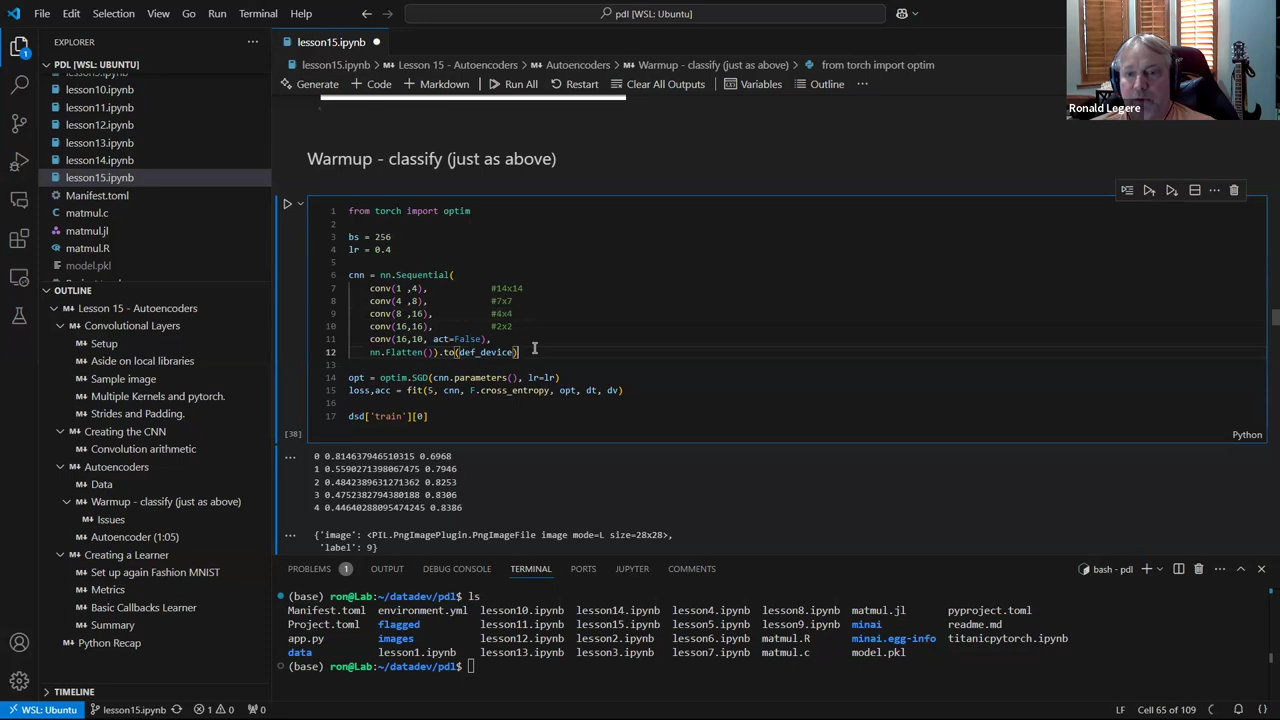 File Edit Selection View Go Run Terminal Help
pdl [WSL: Ubuntu]
Ronald Legere
EXPLORER
PDL [WSL: UBUNTU]
lesson10.ipynb
lesson11.ipynb
lesson12.ipynb
lesson13.ipynb
lesson14.ipynb
lesson15.ipynb
Manifest.toml
matmul.c
matmul.jl
matmul.R
model.pkl
OUTLINE
Lesson 15 - Autoencoders
Convolutional Layers
Setup
Aside on local libraries
Sample image
Multiple Kernels and pytorch.
Strides and Padding.
Creating the CNN
Convolution arithmetic
Autoencoders
Data
Warmup - classify (just as above)
Issues
Autoencoder (1:05)
Creating a Learner
Set up again Fashion MNIST
Metrics
Basic Callbacks Learner
Summary
Python Recap
TIMELINE
lesson15.ipynb
lesson15.ipynb > Lesson 15 - Autoencoders > Autoencoders > Warmup - classify (just as above) > from torch import optim
Generate + Code + Markdown Run All Restart Clear All Outputs Variables Outline ...
Warmup - classify (just as above)
1 from torch import optim
2
3 bs = 256
4 lr = 0.4
5
6 cnn = nn.Sequential(
7 conv(1 ,4), #14x14
8 conv(4 ,8), #7x7
9 conv(8 ,16), #4x4
10 conv(16,16), #2x2
11 conv(16,10, act=False),
12 nn.Flatten()).to(def_device)
13
14 opt = optim.SGD(cnn.parameters(), lr=lr)
15 loss,acc = fit(5, cnn, F.cross_entropy, opt, dt, dv)
16
17 dsd['train'][0]
[38]
Python
0 0.814637946510315 0.6968
1 0.5590271398067475 0.7946
2 0.4842389631271362 0.8253
3 0.4752382794380188 0.8306
4 0.44640288095474245 0.8386
{'image': <PIL.PngImagePlugin.PngImageFile image mode=L size=28x28>,
'label': 9}
PROBLEMS 1 OUTPUT DEBUG CONSOLE TERMINAL PORTS JUPYTER COMMENTS
bash - pdl
(base) ron@Lab:~/datadev/pdl$ ls
Manifest.toml environment.yml lesson10.ipynb lesson14.ipynb lesson4.ipynb lesson8.ipynb matmul.jl pyproject.toml
Project.toml flagged lesson11.ipynb lesson15.ipynb lesson5.ipynb lesson9.ipynb minai readme.md
app.py images lesson12.ipynb lesson2.ipynb lesson6.ipynb matmul.R minai.egg-info titanicpytorch.ipynb
data lesson1.ipynb lesson13.ipynb lesson3.ipynb lesson7.ipynb matmul.c model.pkl
(base) ron@Lab:~/datadev/pdl$
WSL: Ubuntu lesson15.ipynb 1 0 0 LF Cell 65 of 109